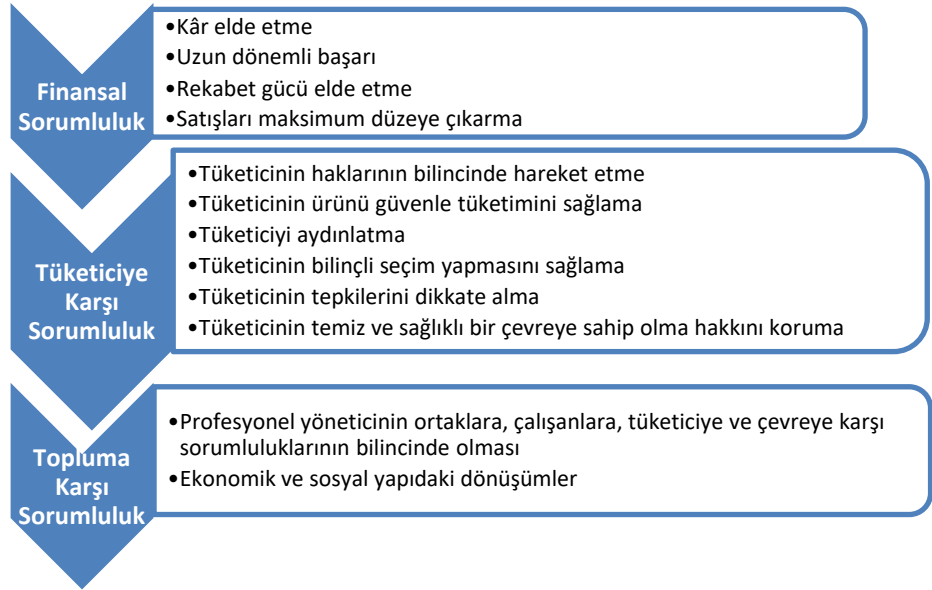 Finansal
Sorumluluk
•Kâr elde etme
•Uzun dönemli başarı
•Rekabet gücü elde etme
•Satışları maksimum düzeye çıkarma
Tüketiciye
Karşı
Sorumluluk
•Tüketicinin haklarının bilincinde hareket etme
•Tüketicinin ürünü güvenle tüketimini sağlama
•Tüketiciyi aydınlatma
•Tüketicinin bilinçli seçim yapmasını sağlama
•Tüketicinin tepkilerini dikkate alma
•Tüketicinin temiz ve sağlıklı bir çevreye sahip olma hakkını koruma
Topluma
Karşı
Sorumluluk
•Profesyonel yöneticinin ortaklara, çalışanlara, tüketiciye ve çevreye karşı
sorumluluklarının bilincinde olması
•Ekonomik ve sosyal yapıdaki dönüşümler